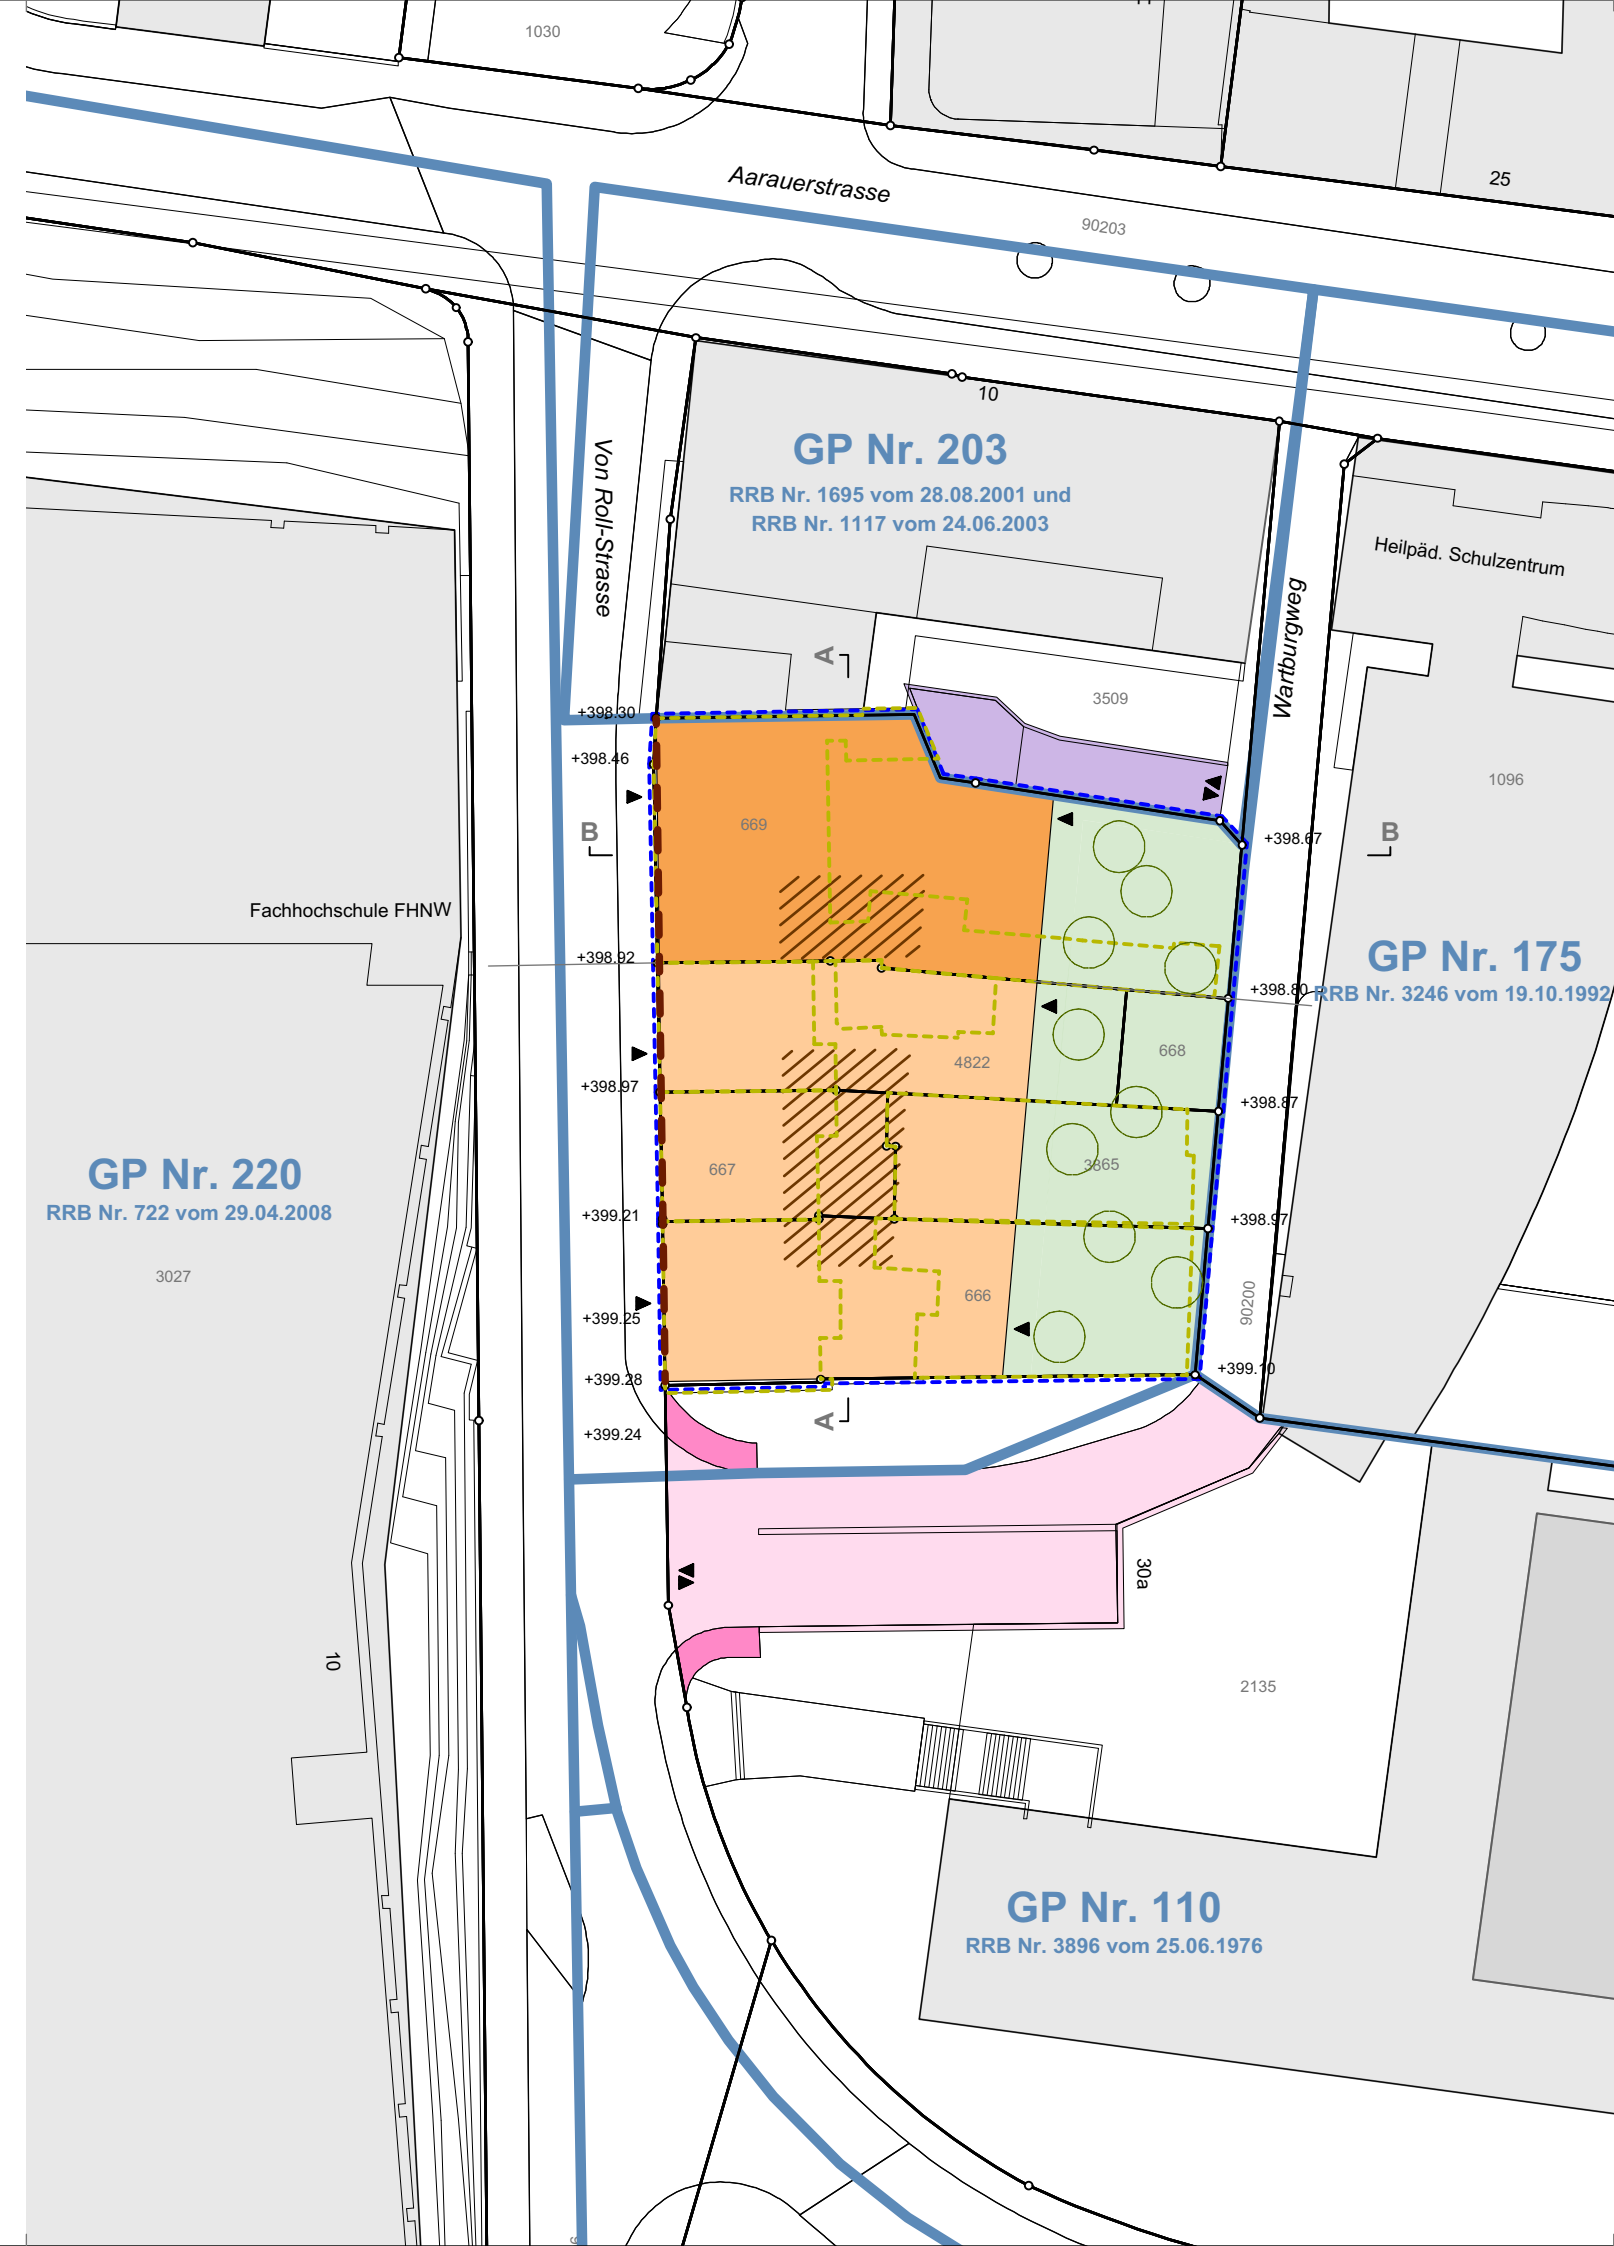 1030
Aarauerstrasse
25
90203
10
GP Nr. 203
RRB Nr. 1695 vom 28.08.2001 und
RRB Nr. 1117 vom 24.06.2003
Von Roll-Strasse
Heilpäd. Schulzentrum
Wartburgweg
A
3509
+398.30
+398.46
1096
669
B
B
+398.67
Fachhochschule FHNW
+398.92
GP Nr. 175
RRB Nr. 3246 vom 19.10.1992
+398.80
4822
668
+398.97
+398.87
GP Nr. 220
RRB Nr. 722 vom 29.04.2008
667
3865
+399.21
+398.97
3027
666
90200
+399.25
+399.28
+399.10
A
+399.24
30a
10
2135
GP Nr. 110
RRB Nr. 3896 vom 25.06.1976